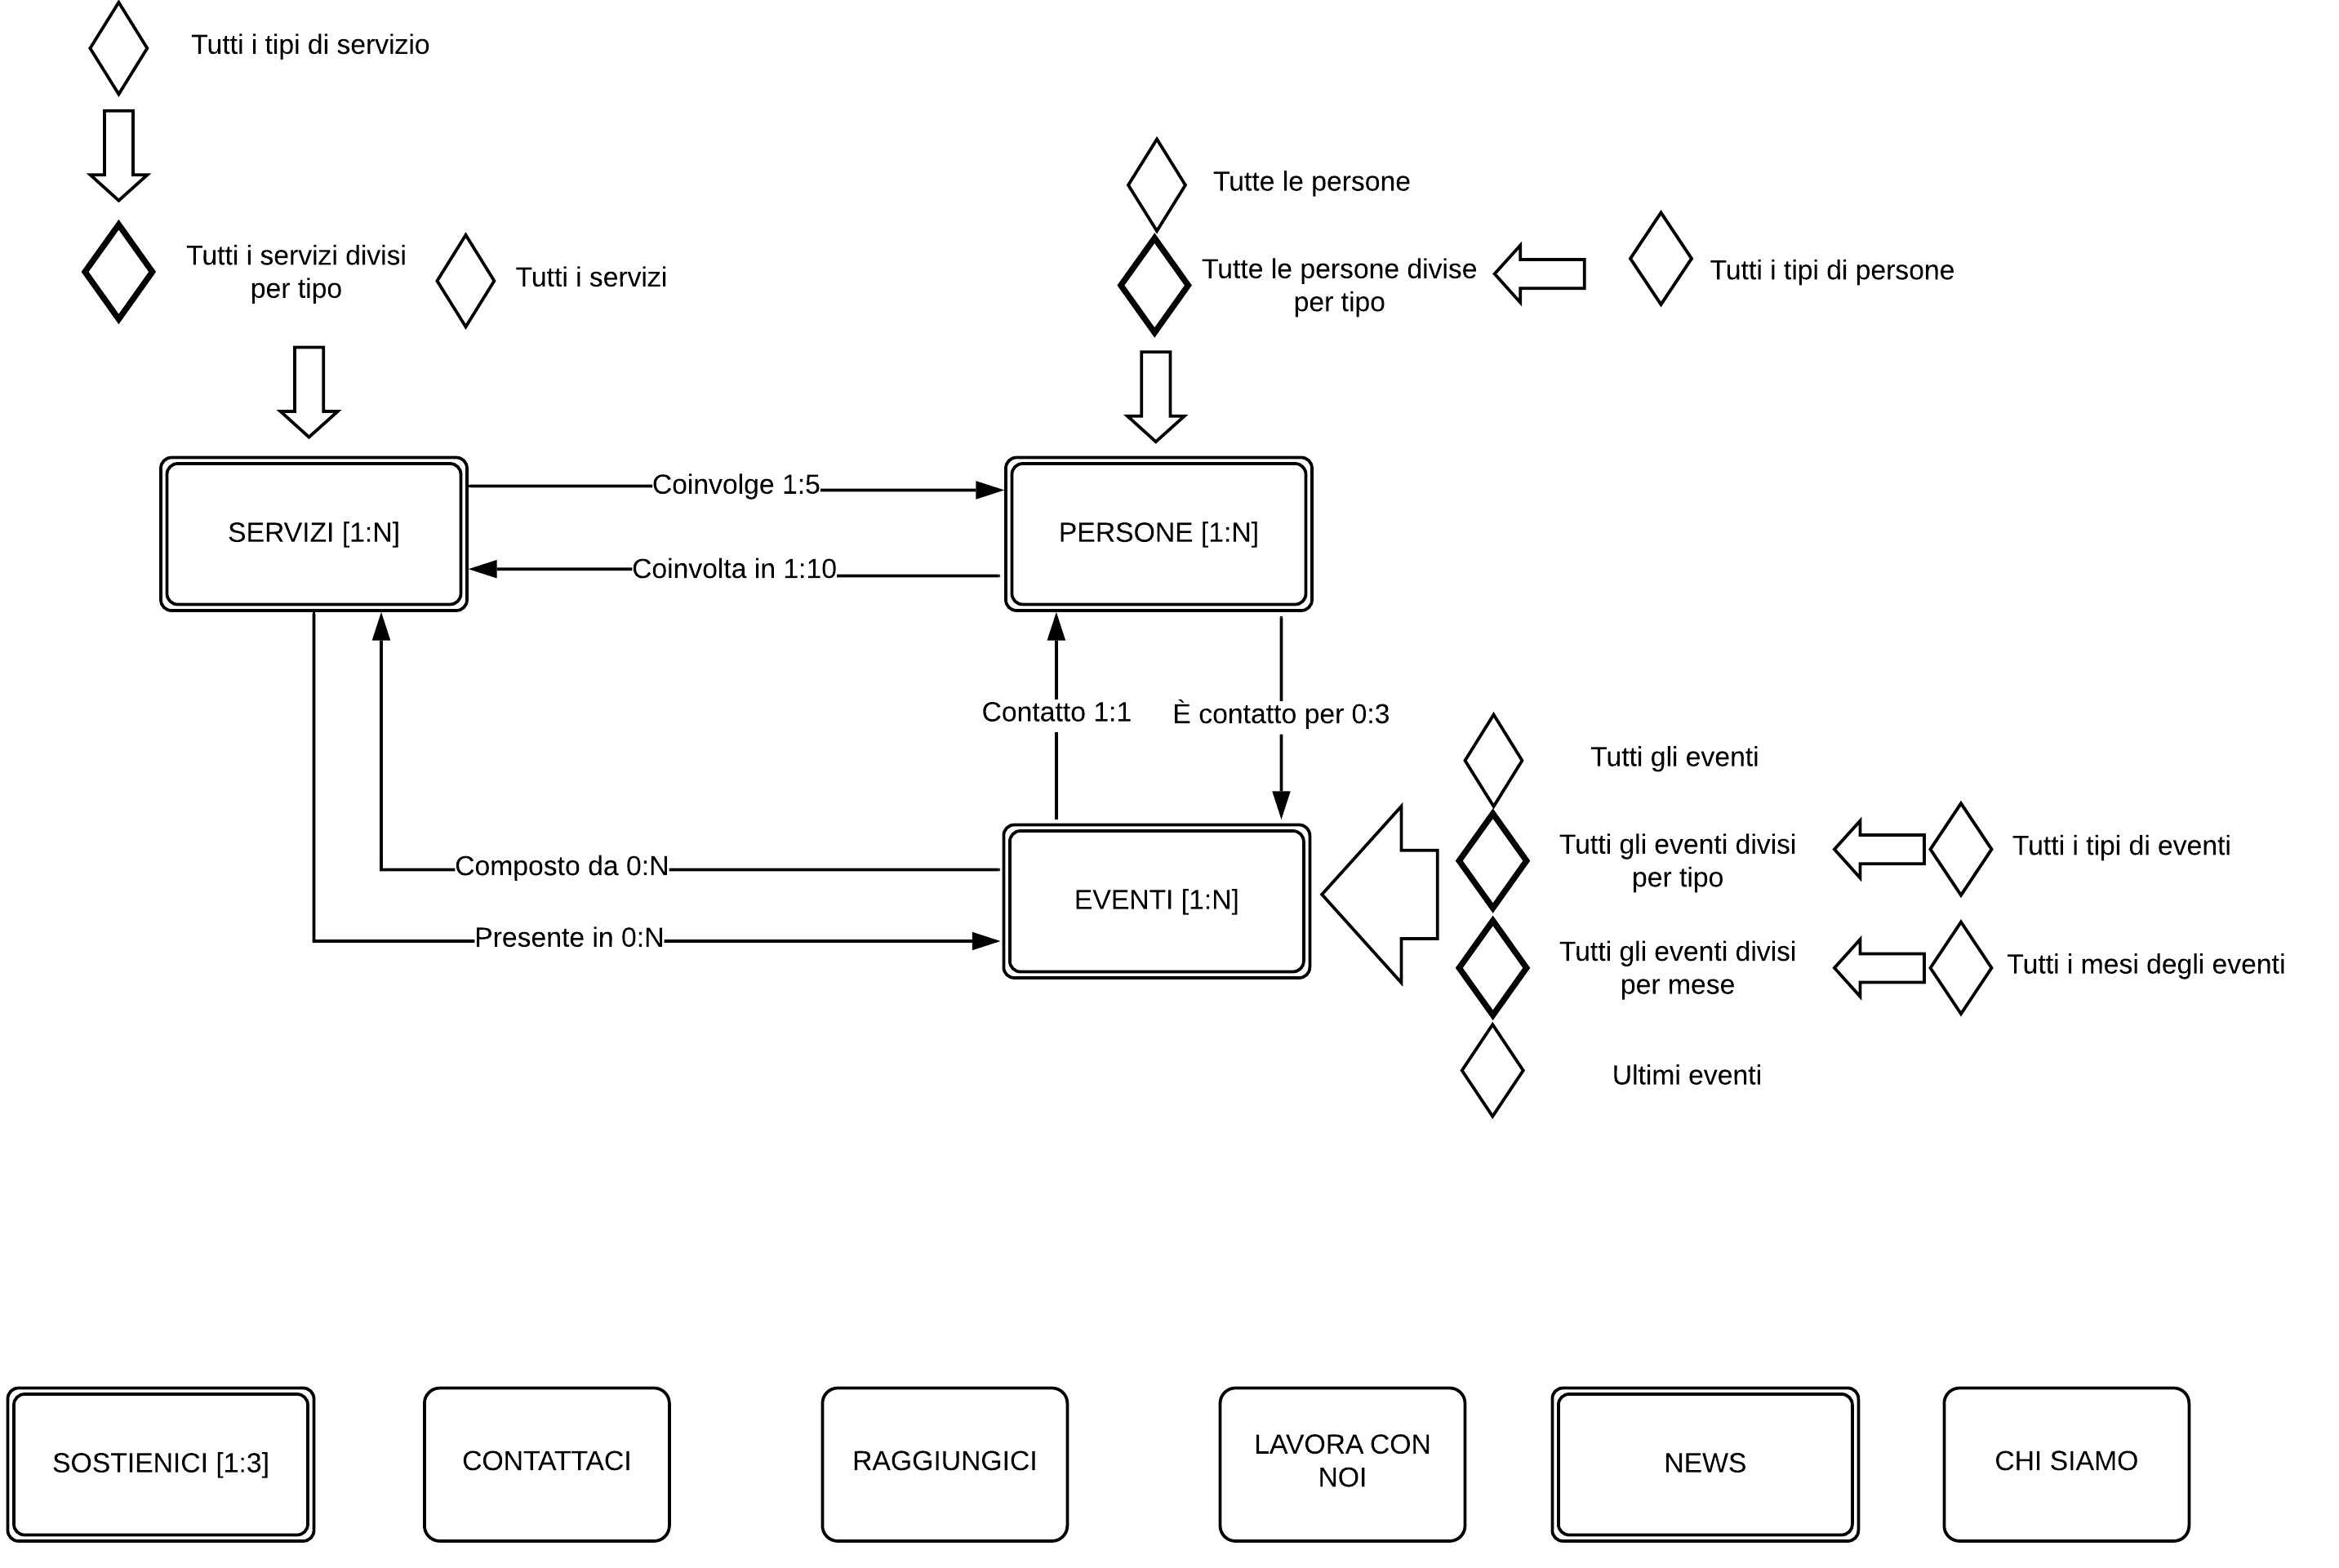 Tutti i tipi di servizio
Tutti i servizi divisi
per tipo
Tutti i servizi
Tutte le persone
Tutte le persone divise
per tipo
Tutti i tipi di persone
SERVIZI [1:N]
Coinvolge 1:5
Coinvolta in 1:10
PERSONE [1:N]
Contatto 1:1
È contatto per 0:3
Composto da 0:N
Presente in 0:N
EVENTI [1:N]
Tutti gli eventi
Tutti gli eventi divisi
per tipo
Tutti i tipi di eventi
Tutti gli eventi divisi
per mese
Tutti i mesi degli eventi
Ultimi eventi
SOSTIENICI [1:3]
CONTATTACI
RAGGIUNGICI
LAVORA CON
NOI
NEWS
CHI SIAMO